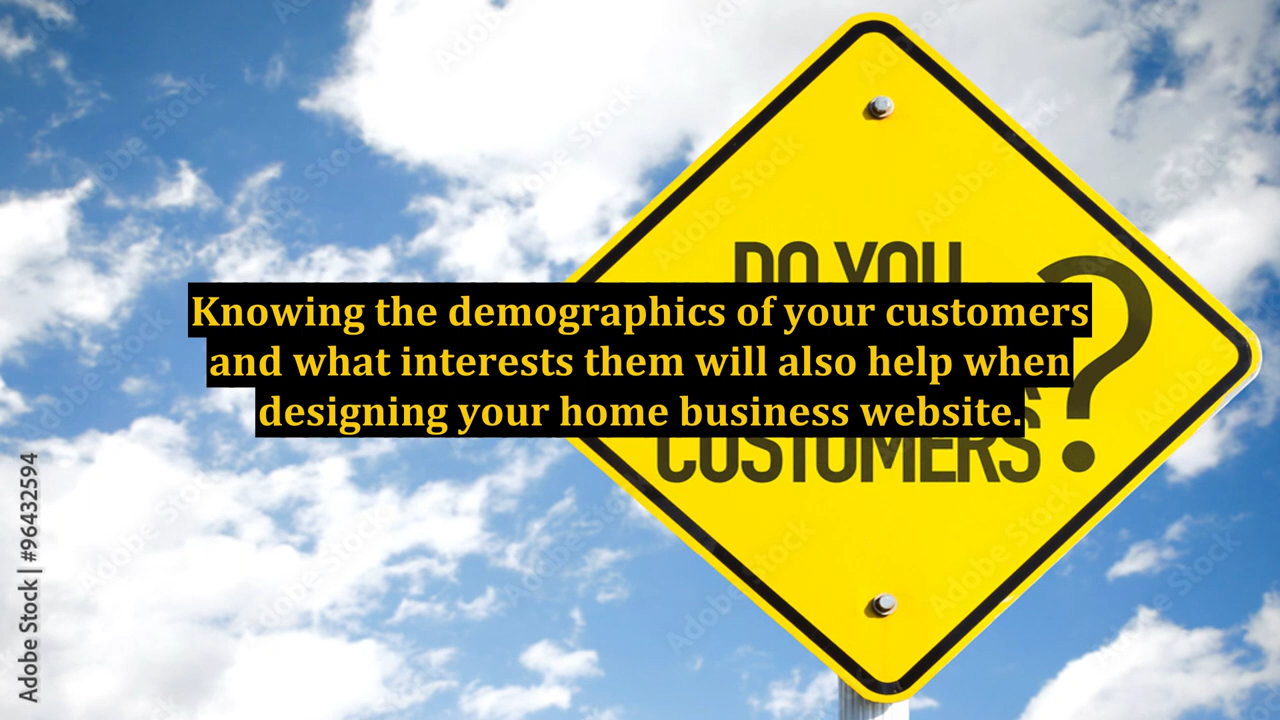 DO YOU
Knowing the demographics of your customers
and what interests them will also help when
designing your home business website.
CUSTOMERS?
Adobe Stock | #96432594